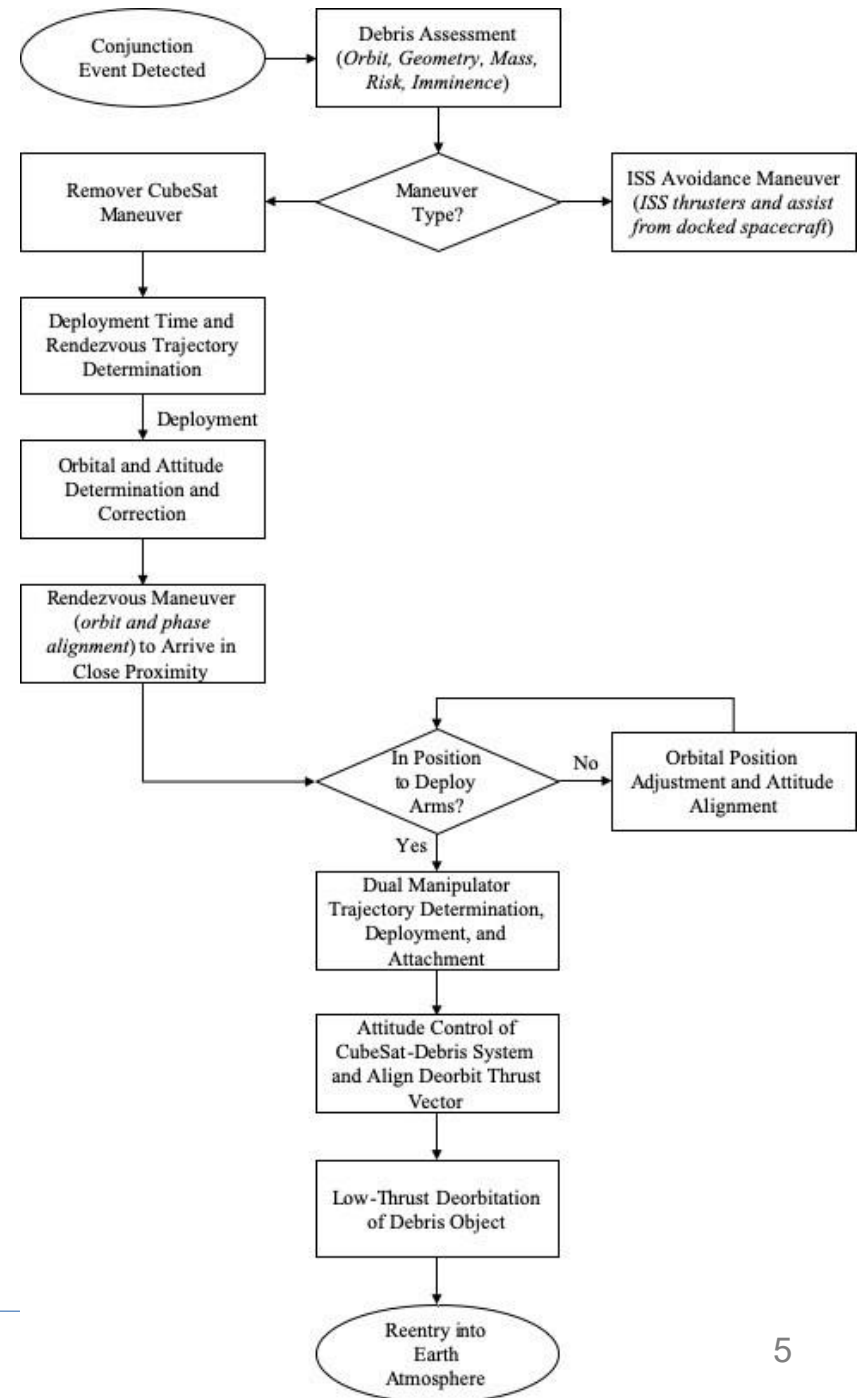 Conjunction
Event Detected
Debris Assessment
(Orbit, Geometry, Mass,
Risk, Imminence)
Maneuver
Type?
Remover CubeSat
Maneuver
ISS Avoidance Maneuver
(ISS thrusters and assist
from docked spacecraft)
Deployment Time and
Rendezvous Trajectory
Determination
Deployment
Orbital and Attitude
Determination and
Correction
Rendezvous Maneuver
(orbit and phase
alignment) to Arrive in
Close Proximity
In Position
to Deploy
Arms?
No
Orbital Position
Adjustment and Attitude
Alignment
Yes
Dual Manipulator
Trajectory Determination,
Deployment, and
Attachment
Attitude Control of
CubeSat-Debris System
and Align Deorbit Thrust
Vector
Low-Thrust Deorbitation
of Debris Object
Reentry into
Earth
Atmosphere
5